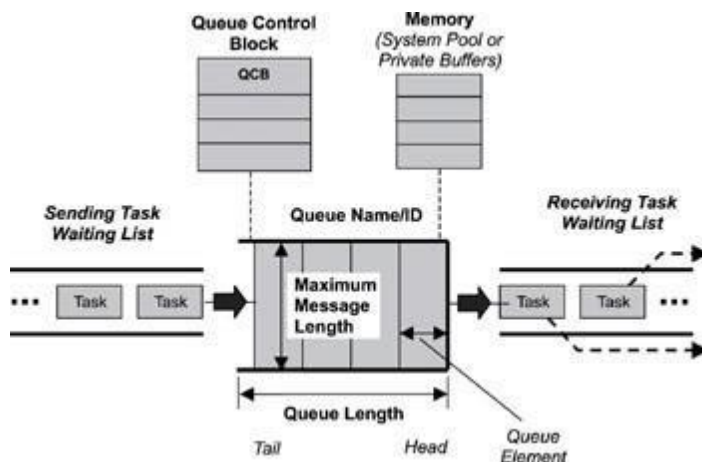 Queue Control
Block
QCB
Memory
(System Pool or
Private Buffers)
Sending Task
Waiting List
Queue Name/ID
Receiving Task
Waiting List
Task
Task
Maximum
Message
Length
Task
Task
Queue Length
Tail
Head
Queue
Element